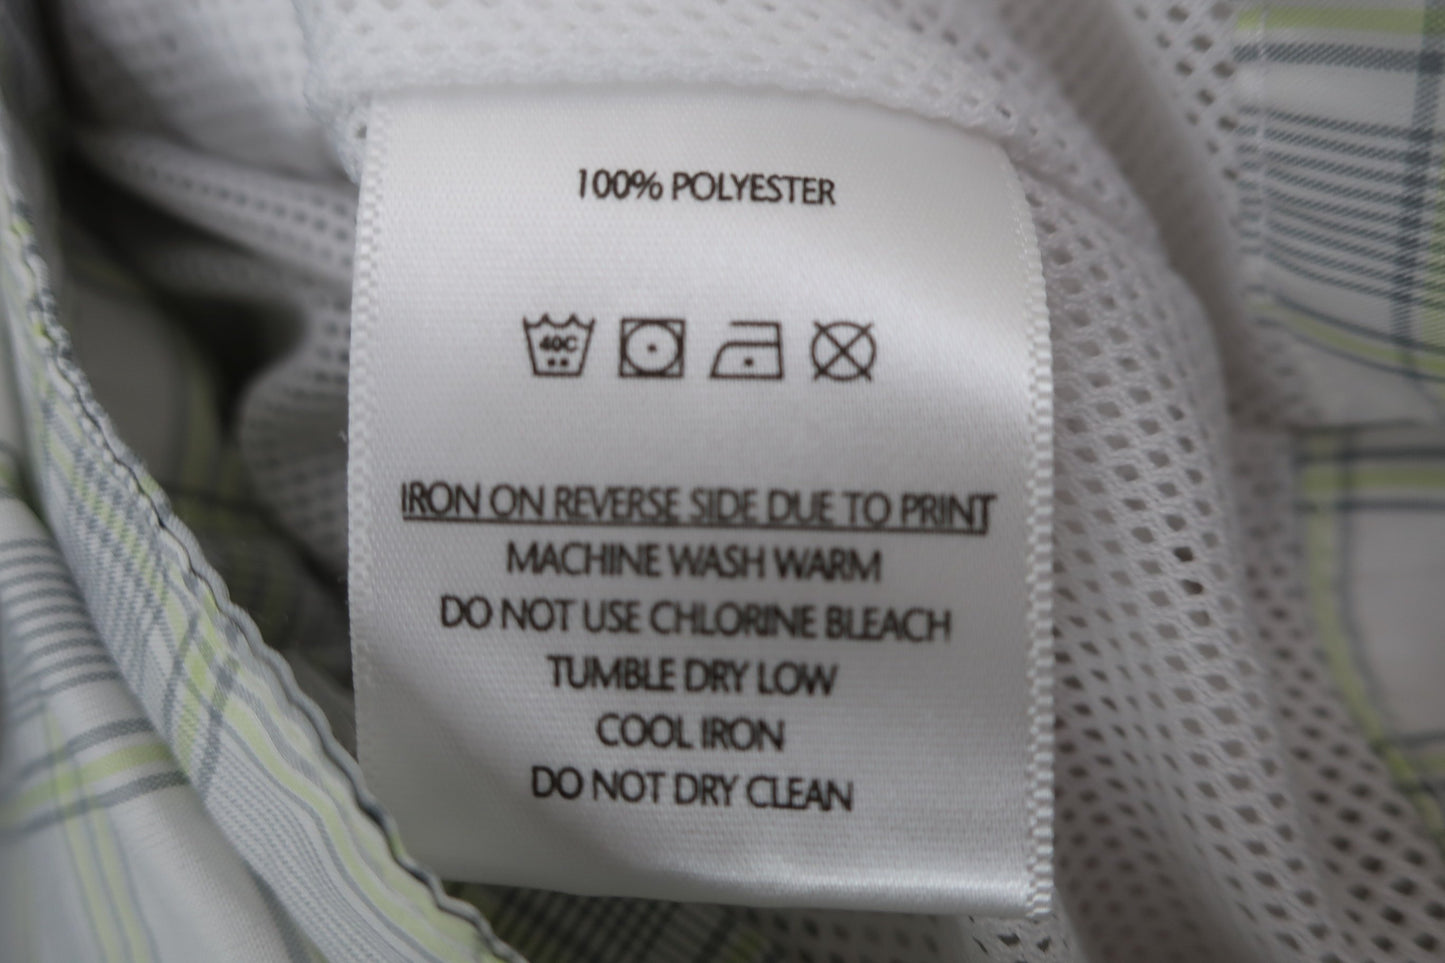 100% POLYESTER
40C
IRON ON REVERSE SIDE DUE TO PRINT
MACHINE WASH WARM
DO NOT USE CHLORINE BLEACH
TUMBLE DRY LOW
COOL IRON
DO NOT DRY CLEAN